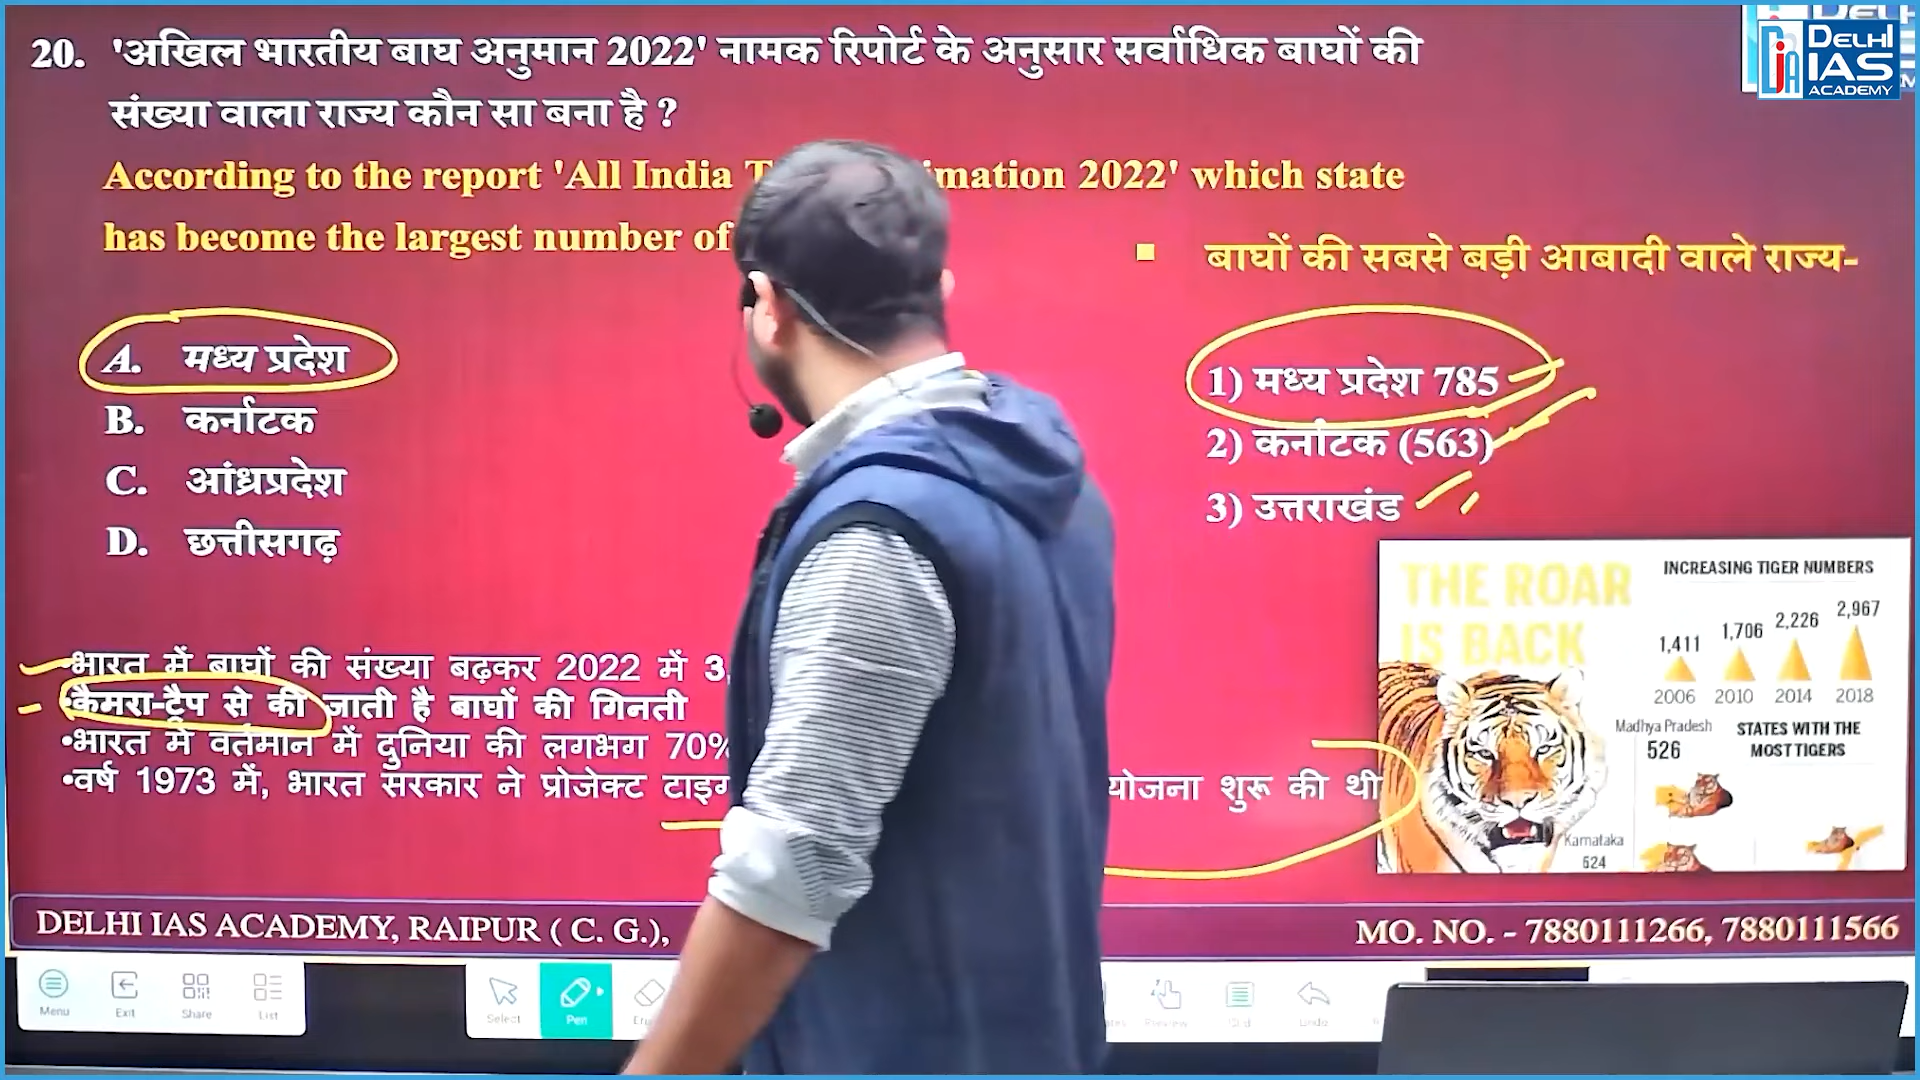 20. 'अखिल भारतीय बाघ अनुमान 2022' नामक रिपोर्ट के अनुसार सर्वाधिक बाघों की
संख्या वाला राज्य कौन सा बना है ?
According to the report 'All India T imation 2022' which state
has become the largest number of
A. मध्य प्रदेश
B. कर्नाटक
C. आंध्रप्रदेश
D. छत्तीसगढ़
■ बाघों की सबसे बड़ी आबादी वाले राज्य-
1) मध्य प्रदेश 785
2) कर्नाटक (563)
3) उत्तराखंड
•भारत में बाघों की संख्या बढ़कर 2022 में 3,
•कैमरा-ट्रैप से की जाती है बाघों की गिनती
•भारत में वर्तमान में दुनिया की लगभग 70%
•वर्ष 1973 में, भारत सरकार ने प्रोजेक्ट योजना शुरू की थी
THE ROAR
IS BACK
INCREASING TIGER NUMBERS
1,411 1,706 2,226 2,967
2006 2010 2014 2018
Madhya Pradesh
526
STATES WITH THE
MOST TIGERS
Karnataka
524
DELHI IAS ACADEMY, RAIPUR ( C. G.),
MO. NO. - 7880111266, 7880111566
Menu Exit Share List Select Pen Preview Undo
DELHI
IAS
ACADEMY